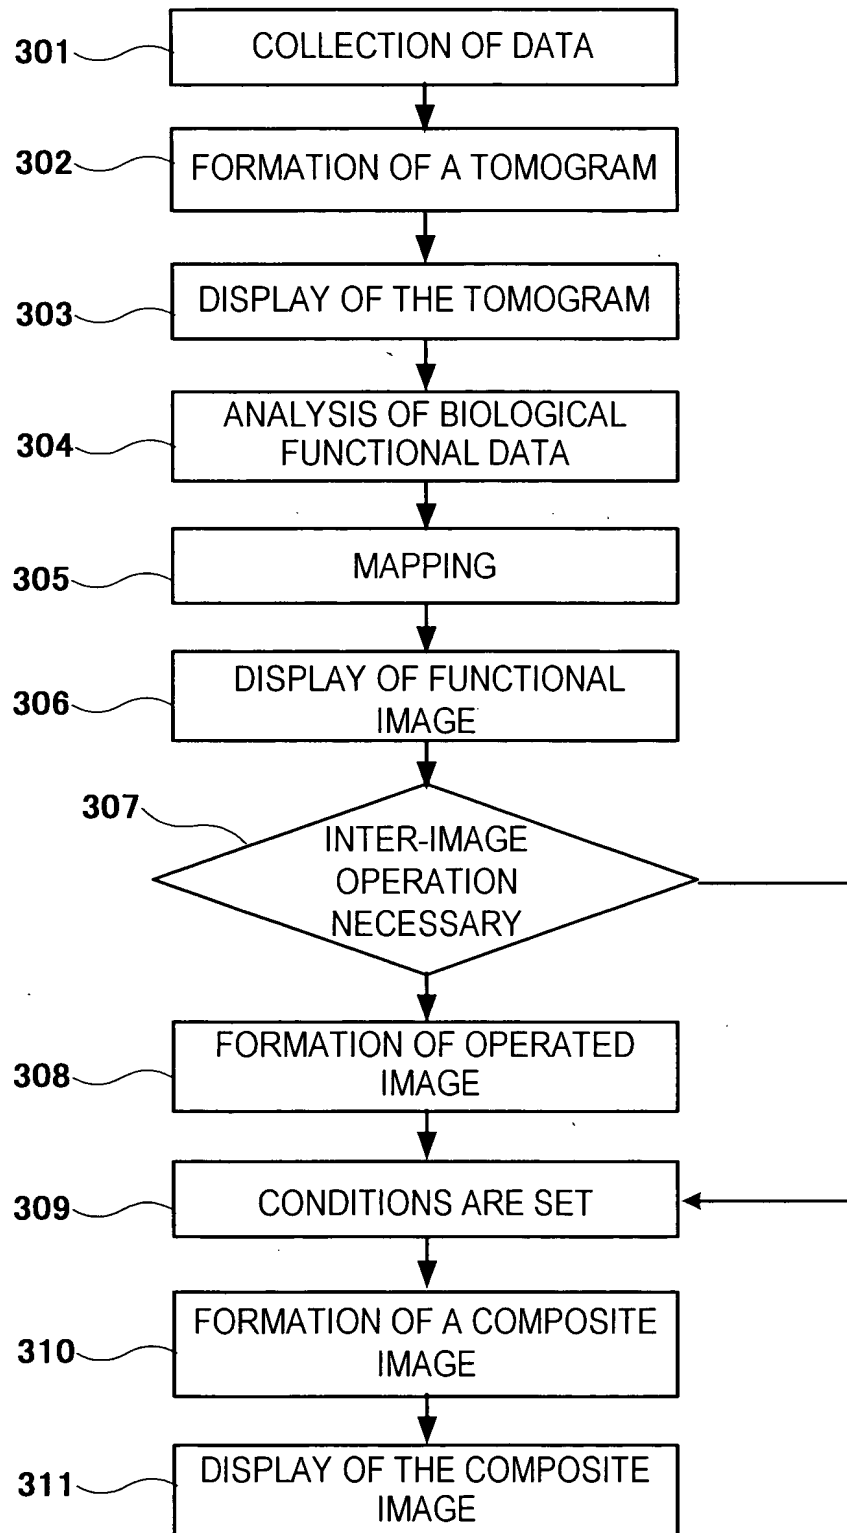 301
COLLECTION OF DATA
302
FORMATION OF A TOMOGRAM
303
DISPLAY OF THE TOMOGRAM
304
ANALYSIS OF BIOLOGICAL
FUNCTIONAL DATA
305
MAPPING
306
DISPLAY OF FUNCTIONAL
IMAGE
307
INTER-IMAGE
OPERATION
NECESSARY
308
FORMATION OF OPERATED
IMAGE
309
CONDITIONS ARE SET
310
FORMATION OF A COMPOSITE
IMAGE
311
DISPLAY OF THE COMPOSITE
IMAGE